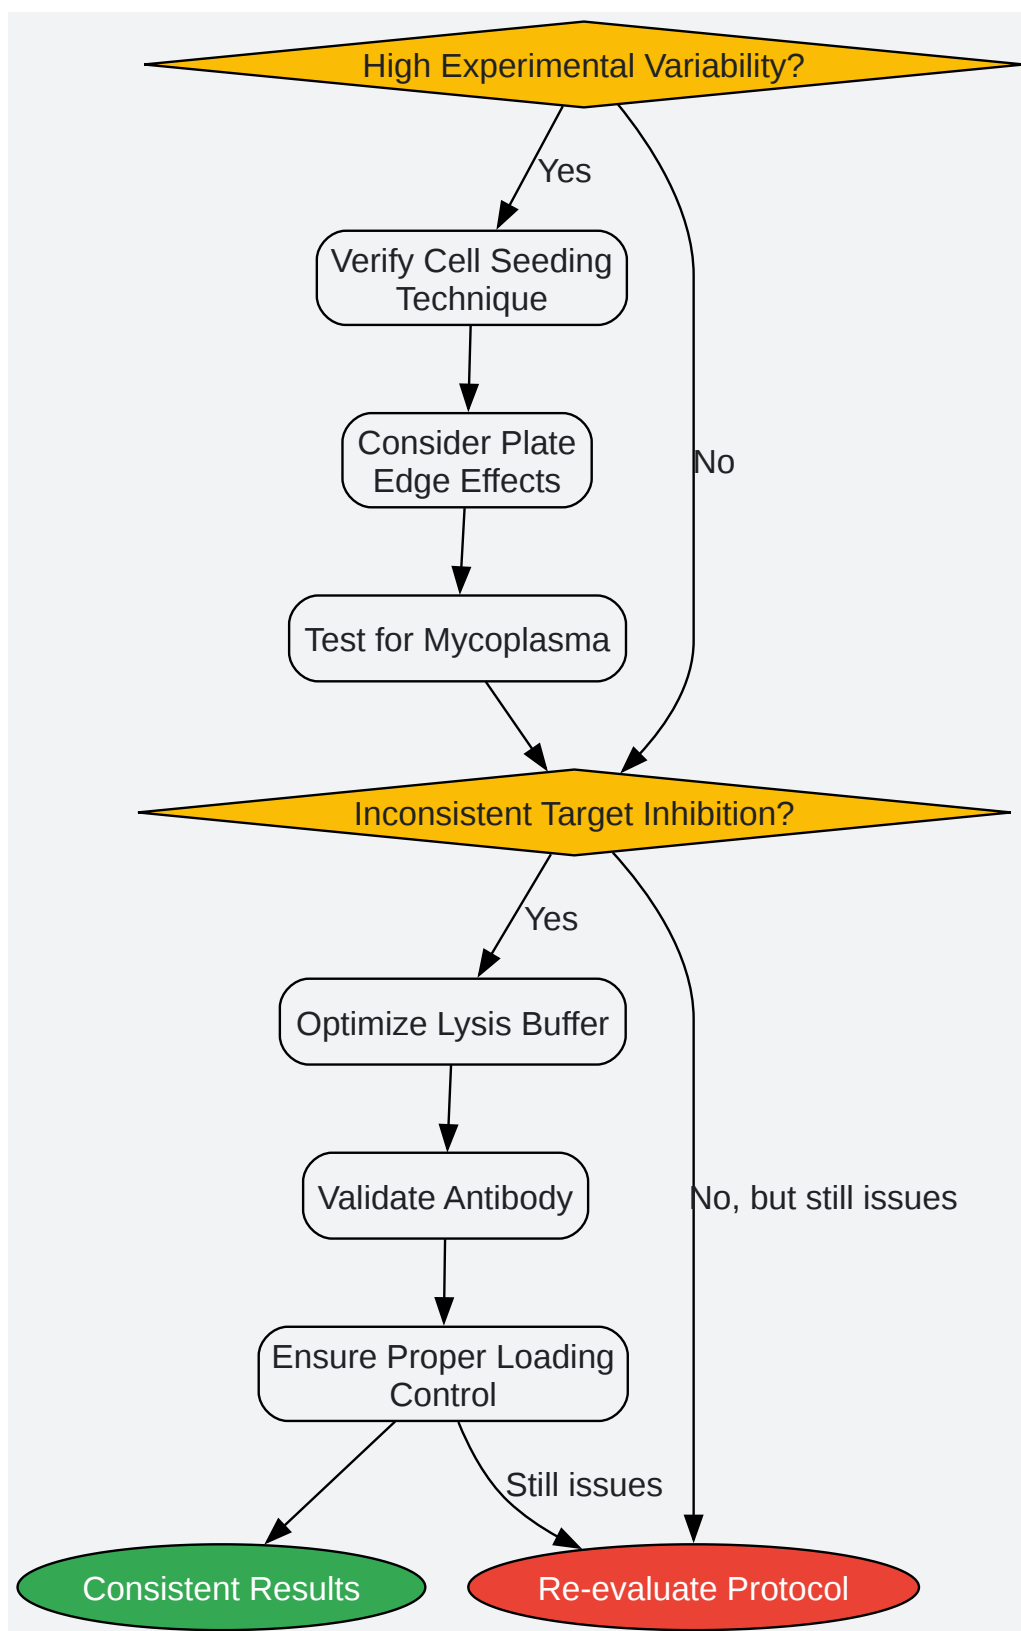 High Experimental Variability?
Yes
Verify Cell Seeding
Technique
Consider Plate
Edge Effects
No
Test for Mycoplasma
Inconsistent Target Inhibition?
Yes
Optimize Lysis Buffer
Validate Antibody
No, but still issues
Ensure Proper Loading
Control
Still issues
Consistent Results
Re-evaluate Protocol